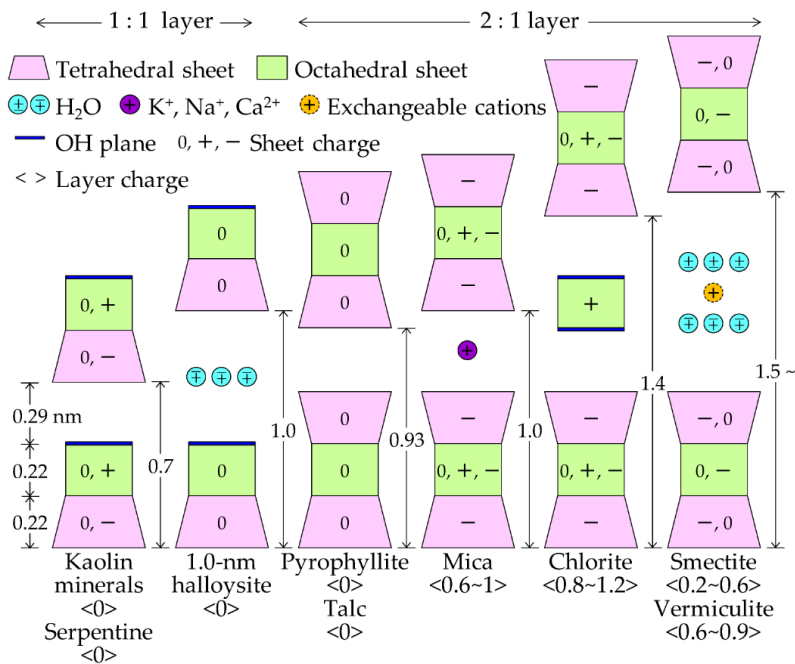 1 : 1 layer
2 : 1 layer
Tetrahedral sheet
Octahedral sheet
H₂O
K⁺, Na⁺, Ca²⁺
Exchangeable cations
OH plane
0, +, − Sheet charge
< > Layer charge
0, +
0, −
0.29 nm
0.22
0.22
0, +
0, −
0.7
0
0
0
0
1.0
0
0
0
0
0
0
0.93
−
0, +, −
−
+
−
0, +, −
−
1.0
−
0, +, −
−
+
−
0, +, −
−
1.4
−, 0
0, −
−, 0
+
−, 0
0, −
−, 0
1.5 ~
Kaolin
minerals
<0>
Serpentine
<0>
1.0-nm
halloysite
<0>
Pyrophyllite
<0>
Talc
<0>
Mica
<0.6~1>
Chlorite
<0.8~1.2>
Smectite
<0.2~0.6>
Vermiculite
<0.6~0.9>